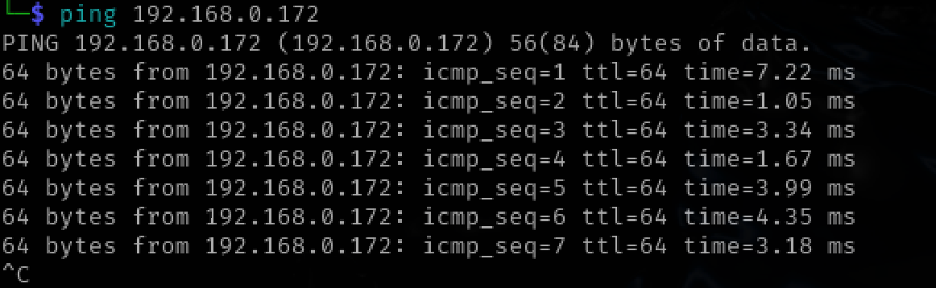 └─$ ping 192.168.0.172
PING 192.168.0.172 (192.168.0.172) 56(84) bytes of data.
64 bytes from 192.168.0.172: icmp_seq=1 ttl=64 time=7.22 ms
64 bytes from 192.168.0.172: icmp_seq=2 ttl=64 time=1.05 ms
64 bytes from 192.168.0.172: icmp_seq=3 ttl=64 time=3.34 ms
64 bytes from 192.168.0.172: icmp_seq=4 ttl=64 time=1.67 ms
64 bytes from 192.168.0.172: icmp_seq=5 ttl=64 time=3.99 ms
64 bytes from 192.168.0.172: icmp_seq=6 ttl=64 time=4.35 ms
64 bytes from 192.168.0.172: icmp_seq=7 ttl=64 time=3.18 ms
^C